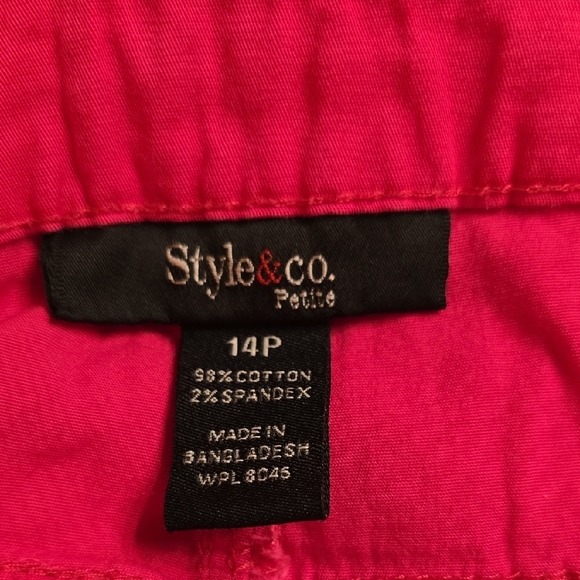 Style&co.
Petite
14P
98%COTTON
2%SPANDEX
MADE IN
BANGLADESH
WPL 8046